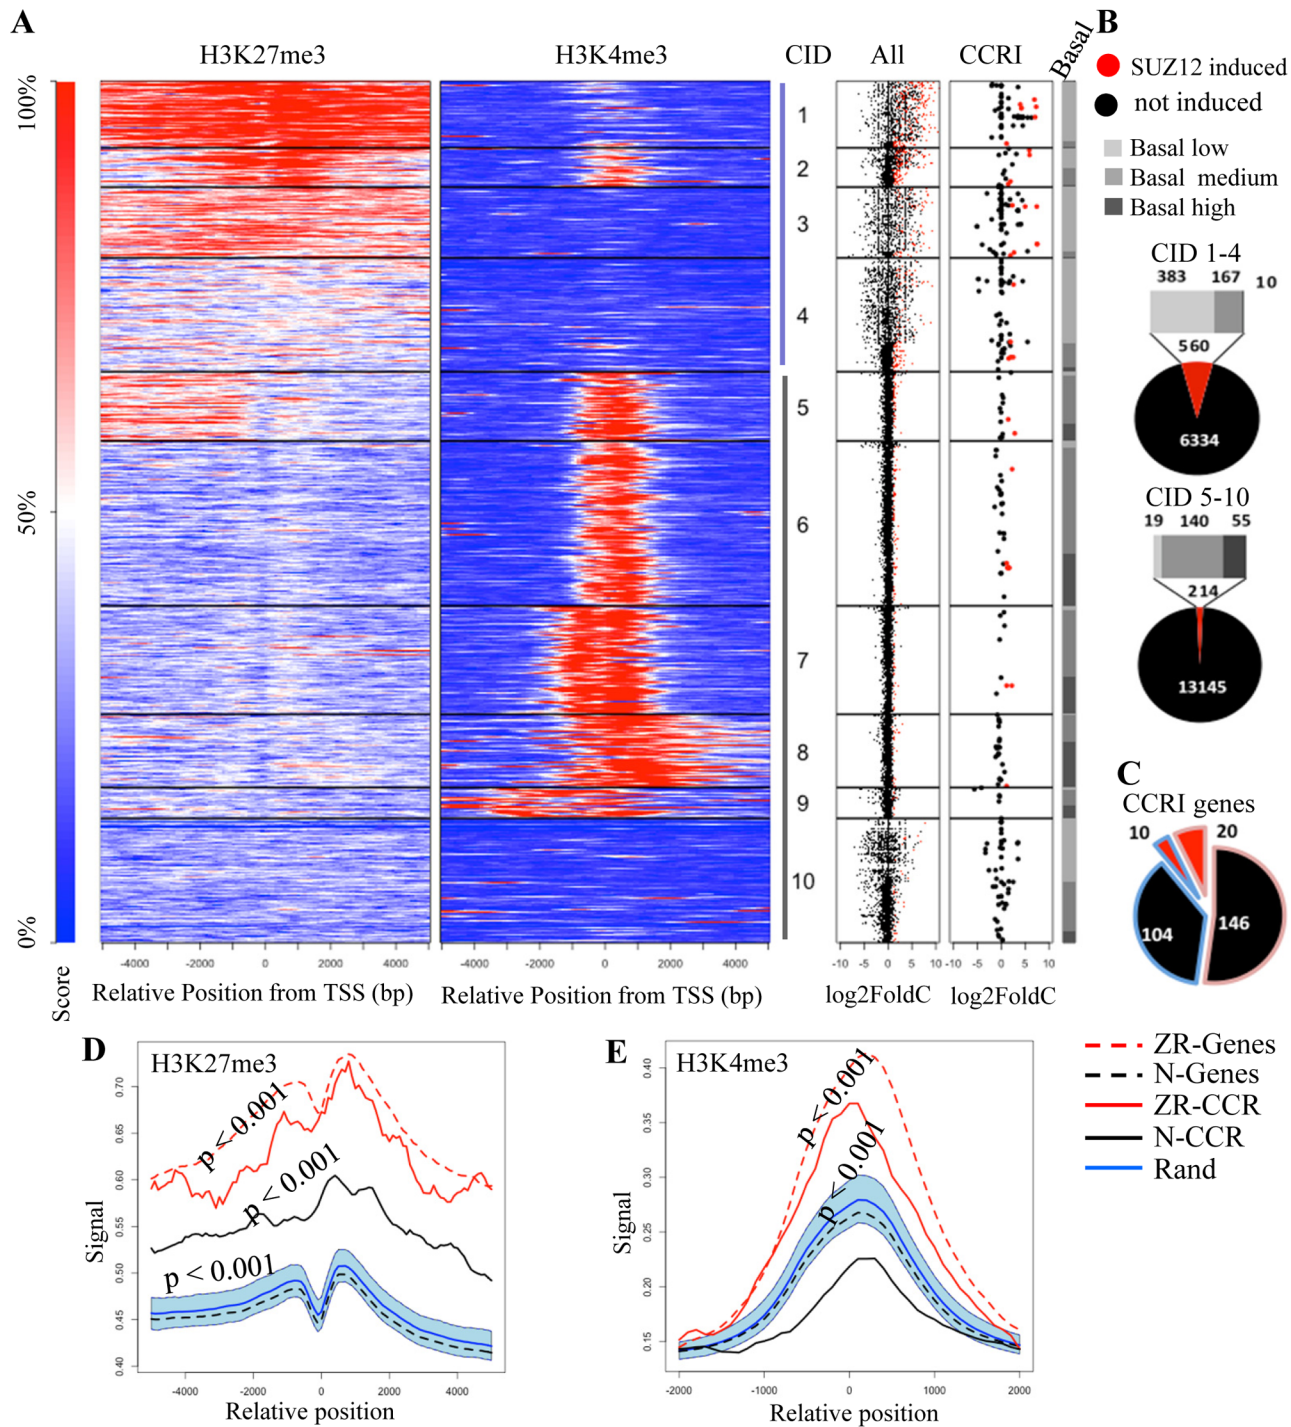 A
H3K27me3
H3K4me3
CID
All
CCRI
Basal
100%
50%
0%
Score
1
2
3
4
5
6
7
8
9
10
-4000 -2000 0 2000 4000
-4000 -2000 0 2000 4000
-10 -5 0 5 10
-10 -5 0 5 10
Relative Position from TSS (bp)
Relative Position from TSS (bp)
log2FoldC
log2FoldC
B
SUZ12 induced
not induced
Basal low
Basal medium
Basal high
CID 1-4
383 167 10
560
6334
CID 5-10
19 140 55
214
13145
C
CCRI genes
10 20
104 146
D
H3K27me3
p < 0.001
p < 0.001
p < 0.001
Signal
0.70
0.65
0.60
0.55
0.50
0.45
0.40
-4000 -2000 0 2000 4000
Relative position
E
H3K4me3
p < 0.001
p < 0.001
Signal
0.40
0.35
0.30
0.25
0.20
0.15
-2000 -1000 0 1000 2000
Relative position
ZR-Genes
N-Genes
ZR-CCR
N-CCR
Rand